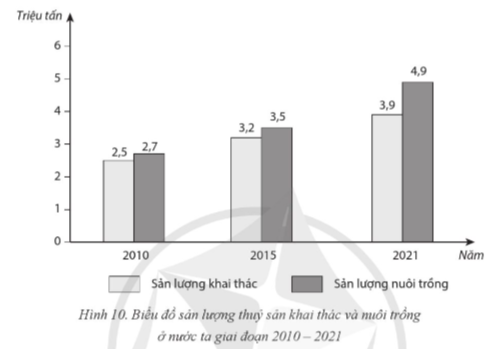 Triệu tấn
6
5
4
3
2
1
0
2,5
2,7
3,2
3,5
3,9
4,9
2010
2015
2021
Năm
Sản lượng khai thác
Sản lượng nuôi trồng
Hình 10. Biểu đồ sản lượng thuỷ sản khai thác và nuôi trồng
ở nước ta giai đoạn 2010 – 2021